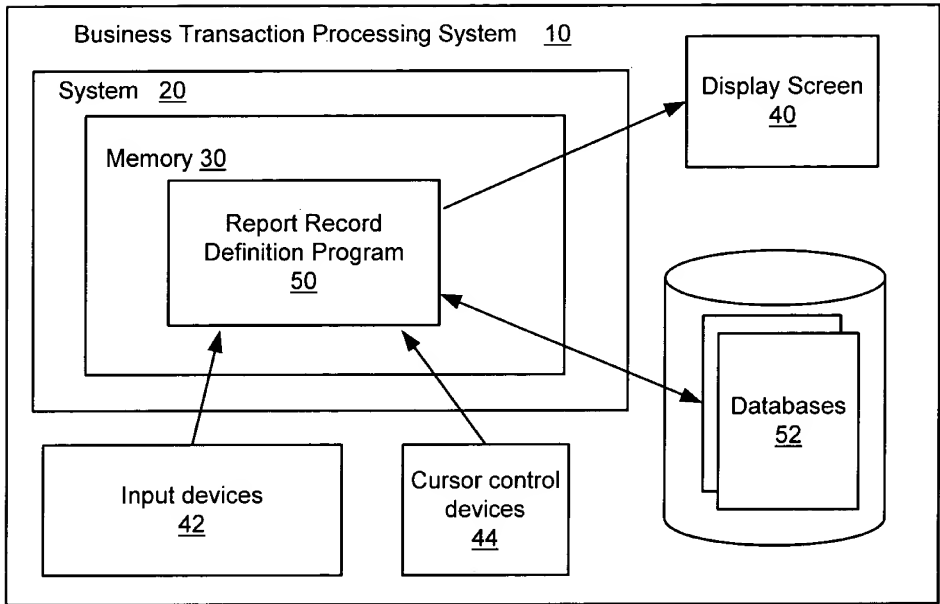 Business Transaction Processing System 10
System 20
Memory 30
Report Record
Definition Program
50
Display Screen
40
Databases
52
Input devices
42
Cursor control
devices
44